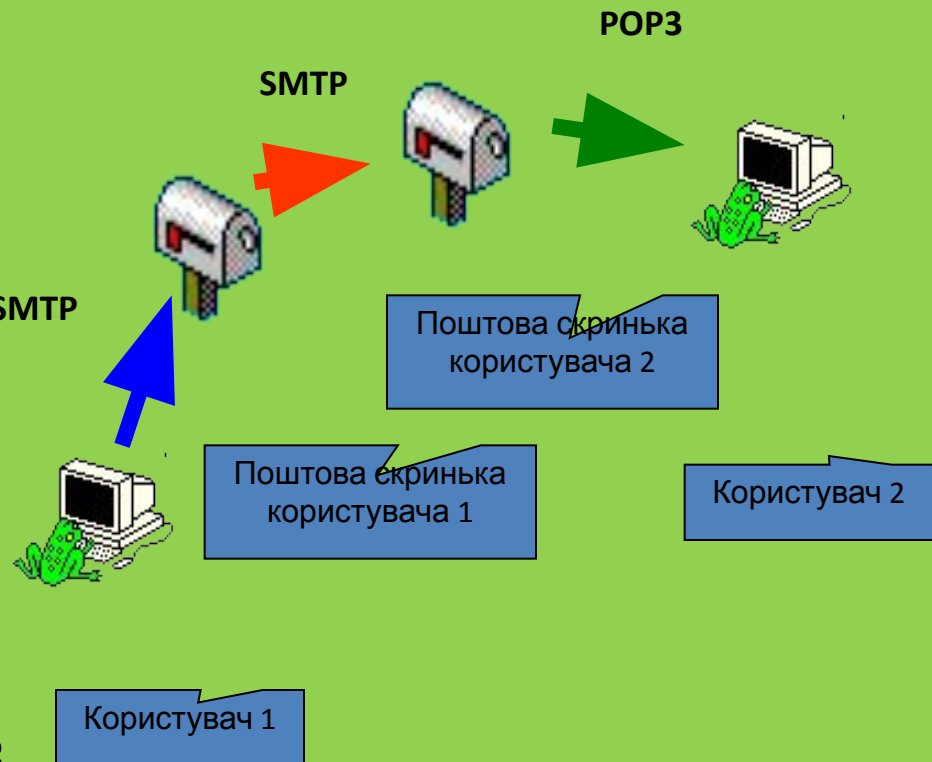 POP3
SMTP
SMTP
Поштова скринька
користувача 2
Поштова скринька
користувача 1
Користувач 2
Користувач 1